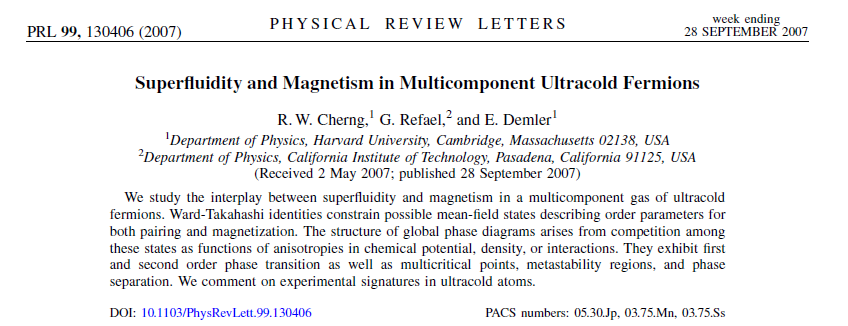 PRL 99, 130406 (2007)
PHYSICAL REVIEW LETTERS
week ending
28 SEPTEMBER 2007
Superfluidity and Magnetism in Multicomponent Ultracold Fermions
R. W. Cherng,1 G. Refael,2 and E. Demler1
1Department of Physics, Harvard University, Cambridge, Massachusetts 02138, USA
2Department of Physics, California Institute of Technology, Pasadena, California 91125, USA
(Received 2 May 2007; published 28 September 2007)
We study the interplay between superfluidity and magnetism in a multicomponent gas of ultracold
fermions. Ward-Takahashi identities constrain possible mean-field states describing order parameters for
both pairing and magnetization. The structure of global phase diagrams arises from competition among
these states as functions of anisotropies in chemical potential, density, or interactions. They exhibit first
and second order phase transition as well as multicritical points, metastability regions, and phase
separation. We comment on experimental signatures in ultracold atoms.
DOI: 10.1103/PhysRevLett.99.130406
PACS numbers: 05.30.Jp, 03.75.Mn, 03.75.Ss